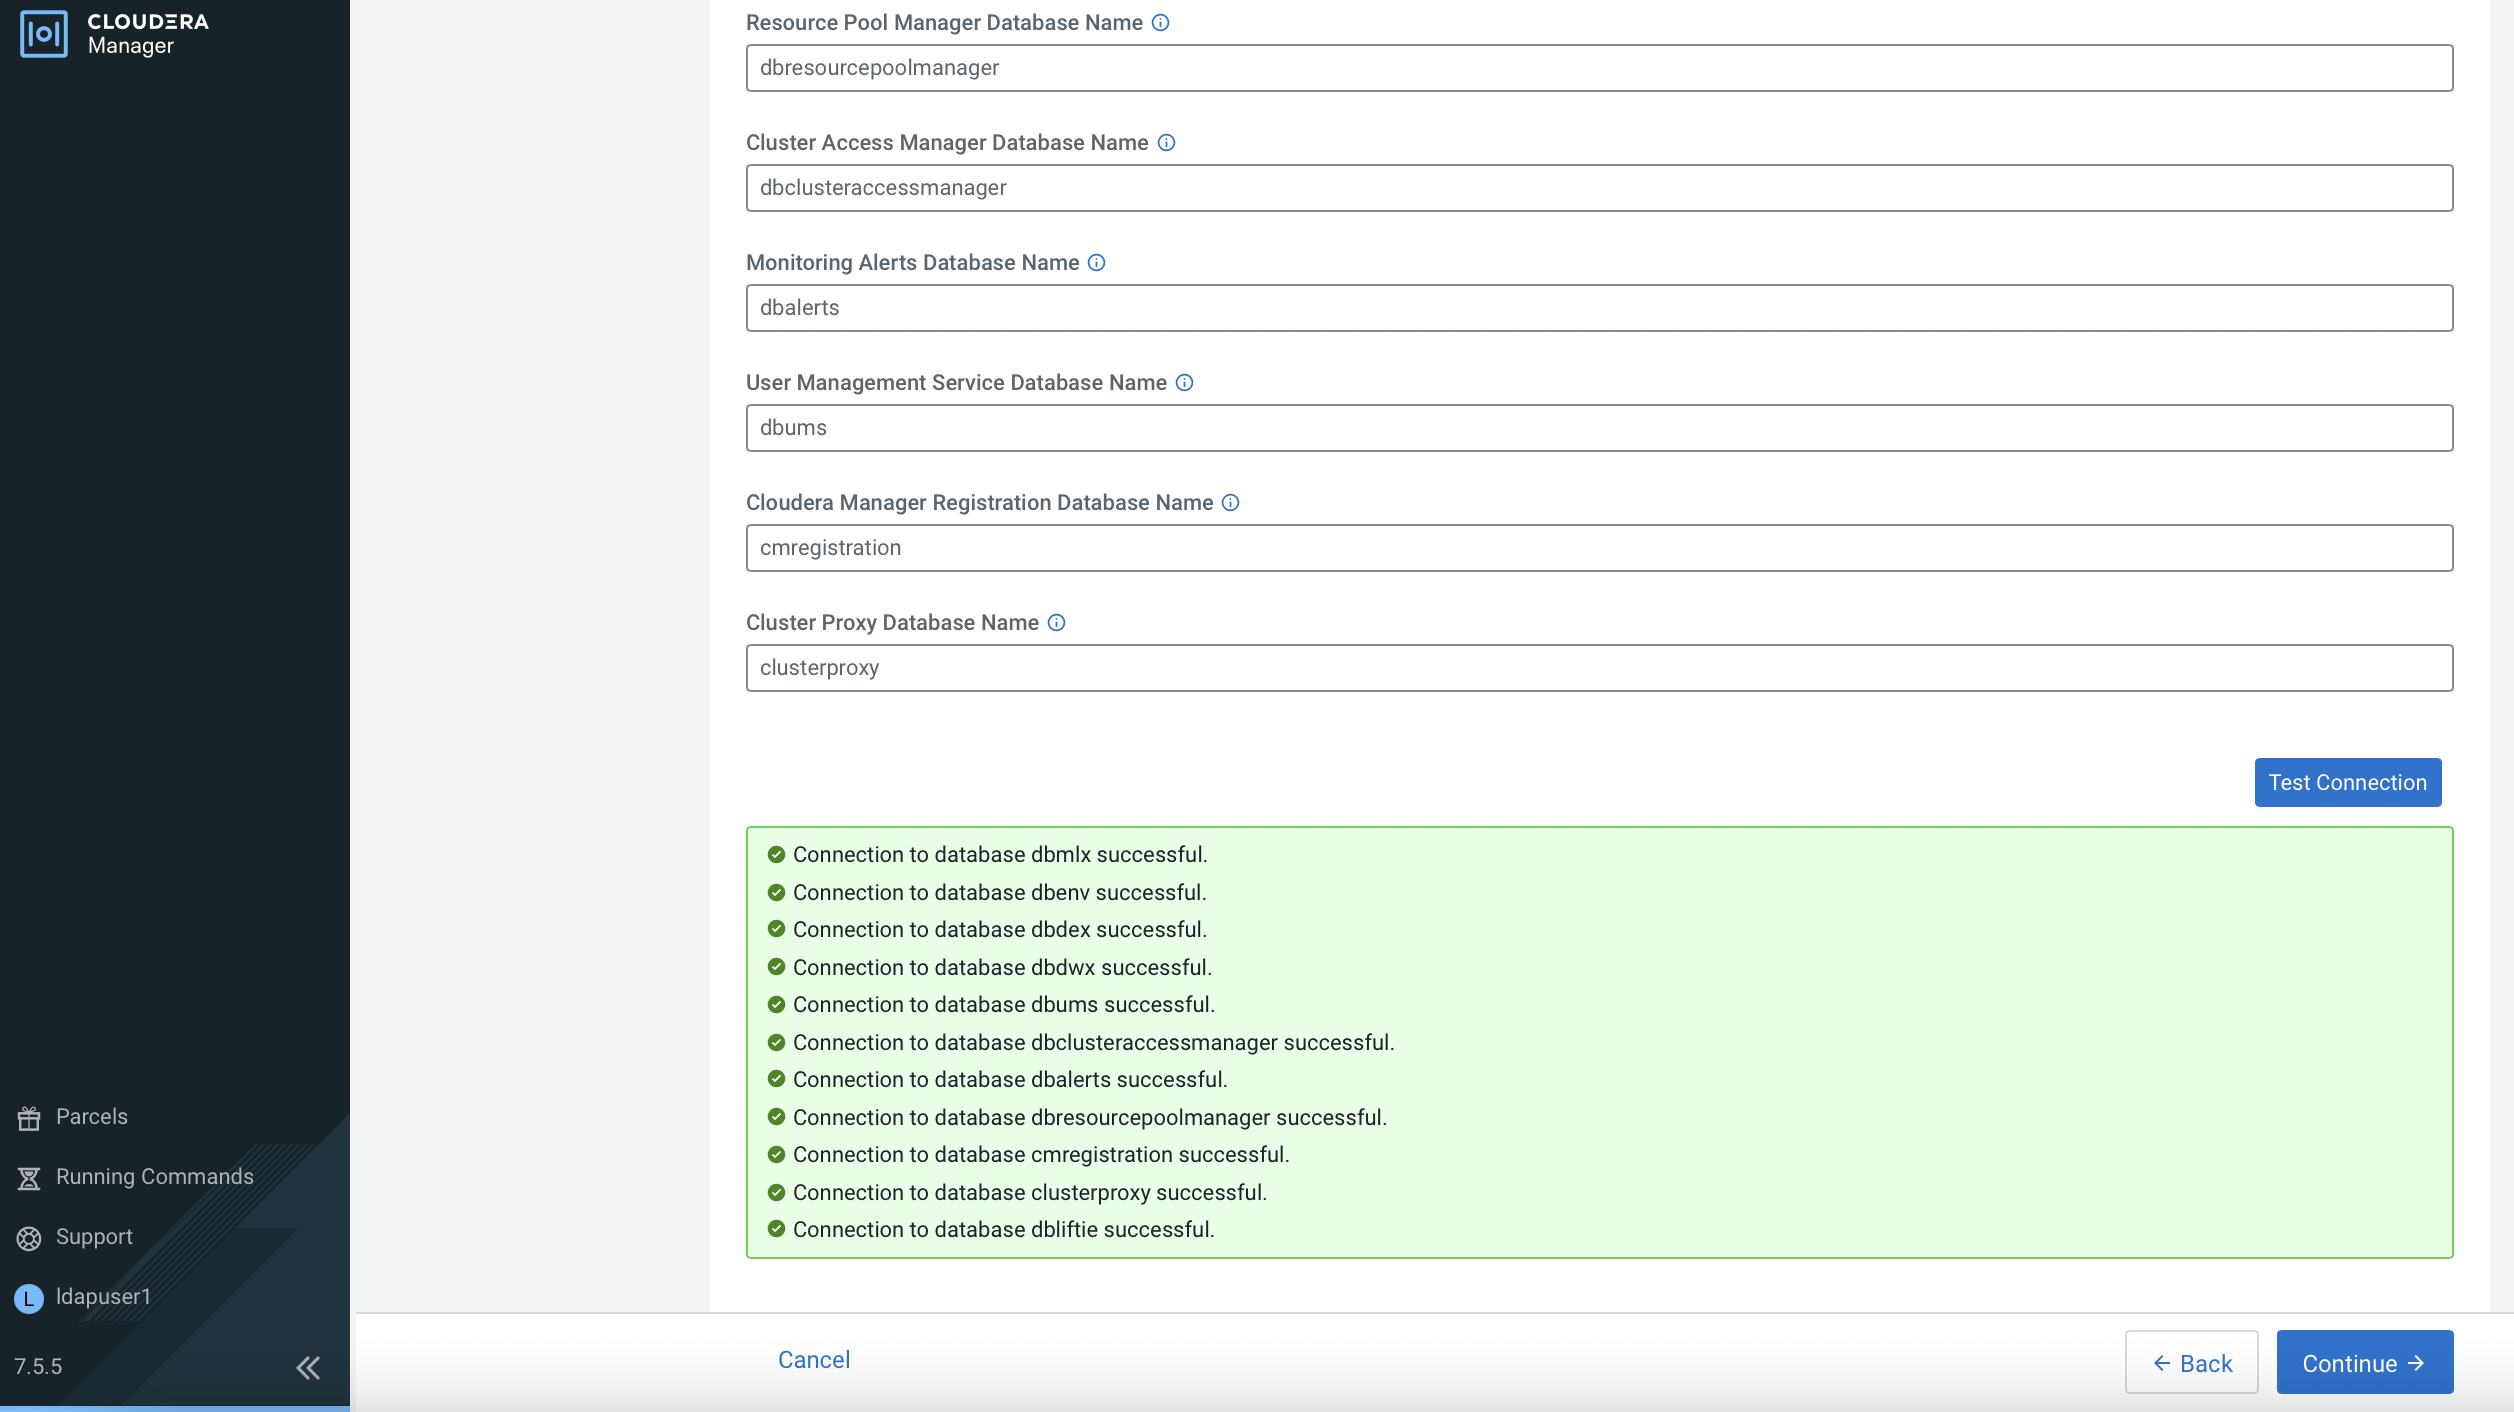 CLOUDERA
Manager
Resource Pool Manager Database Name
dbresourcepoolmanager
Cluster Access Manager Database Name
dbclusteraccessmanager
Monitoring Alerts Database Name
dbalerts
User Management Service Database Name
dbums
Cloudera Manager Registration Database Name
cmregistration
Cluster Proxy Database Name
clusterproxy
Test Connection
Connection to database dbmlx successful.
Connection to database dbenv successful.
Connection to database dbdex successful.
Connection to database dbdwx successful.
Connection to database dbums successful.
Connection to database dbclusteraccessmanager successful.
Connection to database dbalerts successful.
Connection to database dbresourcepoolmanager successful.
Connection to database cmregistration successful.
Connection to database clusterproxy successful.
Connection to database dbliftie successful.
Parcels
Running Commands
Support
L ldapuser1
7.5.5
Cancel
← Back
Continue →